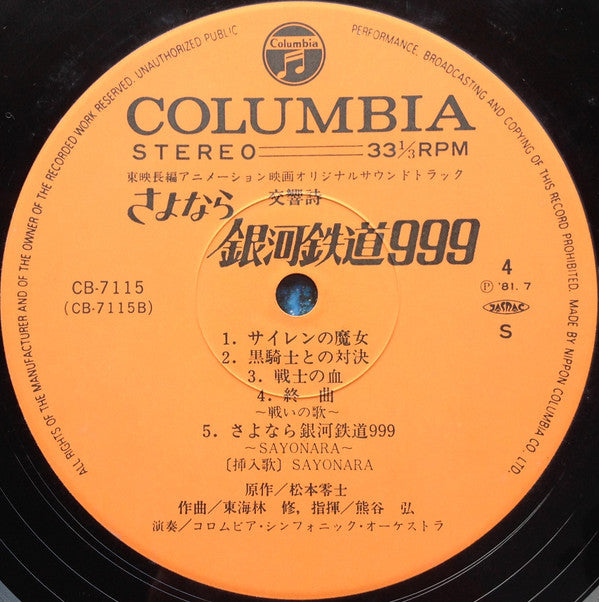 ALL RIGHTS OF THE MANUFACTURER AND OF THE OWNER OF THE RECORDED WORK RESERVED. UNAUTHORIZED PUBLIC PERFORMANCE, BROADCASTING AND COPYING OF THIS RECORD PROHIBITED. MADE BY NIPPON COLUMBIA CO., LTD.
Columbia
COLUMBIA
STEREO 33 1/3 RPM
東映長編アニメーション映画オリジナルサウンドトラック
さよなら 交響詩
銀河鉄道999
CB-7115
(CB-7115B)
4
Ⓟ '81. 7
JASRAC
S
1. サイレンの魔女
2. 黒騎士との対決
3. 戦士の血
4. 終 曲
~戦いの歌~
5. さよなら銀河鉄道999
~SAYONARA~
〔挿入歌〕SAYONARA
原作/松本零士
作曲/東海林 修, 指揮/熊谷 弘
演奏/コロムビア・シンフォニック・オーケストラ